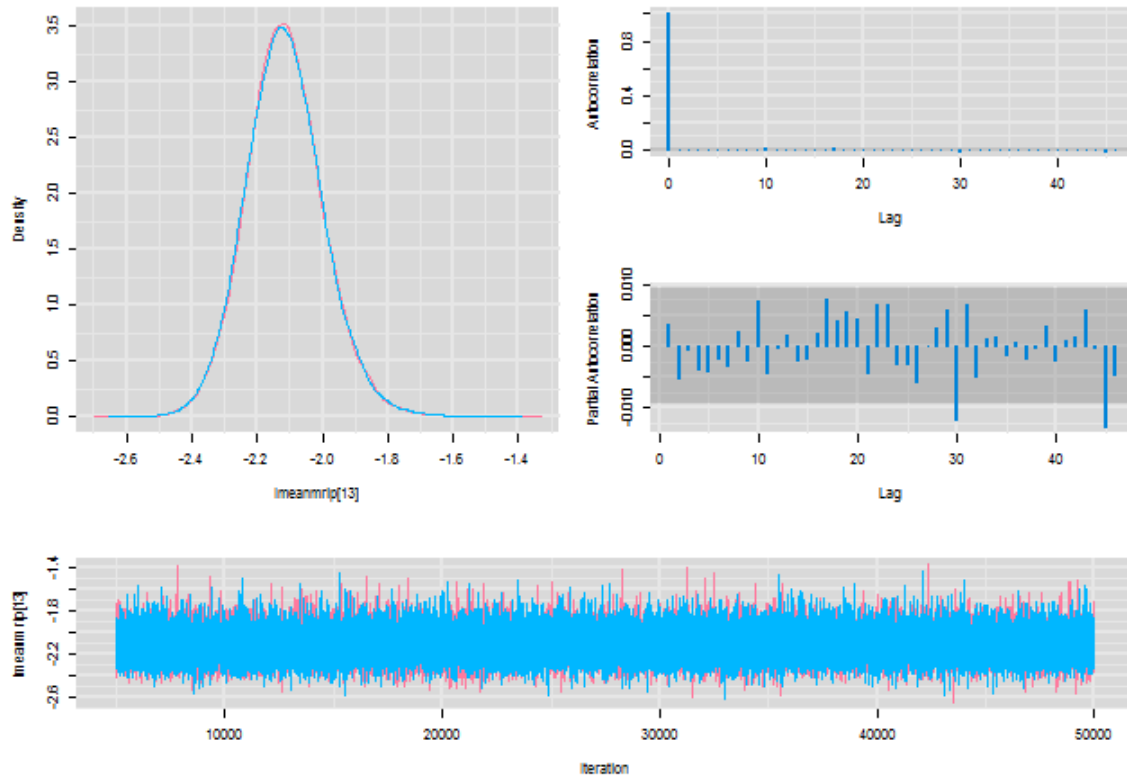 Density
0.0 0.5 1.0 1.5 2.0 2.5 3.0 3.5
-2.6 -2.4 -2.2 -2.0 -1.8 -1.6 -1.4
lmeanmrip[13]
Autocorrelation
0.0 0.4 0.8
0 10 20 30 40
Lag
Partial Autocorrelation
-0.010 0.000 0.010
0 10 20 30 40
Lag
lmeanmrip[13]
-2.6 -2.2 -1.8 -1.4
10000 20000 30000 40000 50000
Iteration